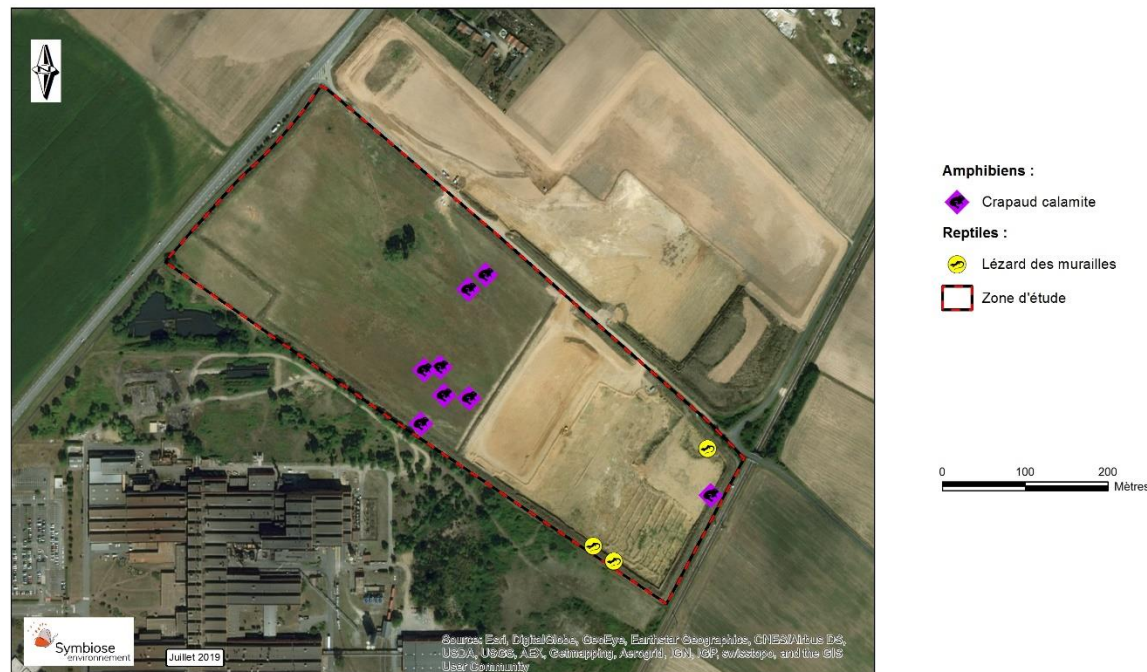 N
Amphibiens :
Crapaud calamite
Reptiles :
Lézard des murailles
Zone d'étude
0 100 200
Mètres
Symbiose
environnement
Juillet 2019
Source: Esri, DigitalGlobe, GeoEye, Earthstar Geographics, CNES/Airbus DS,
USDA, USGS, AEX, Getmapping, Aerogrid, IGN, IGP, swisstopo, and the GIS
User Community